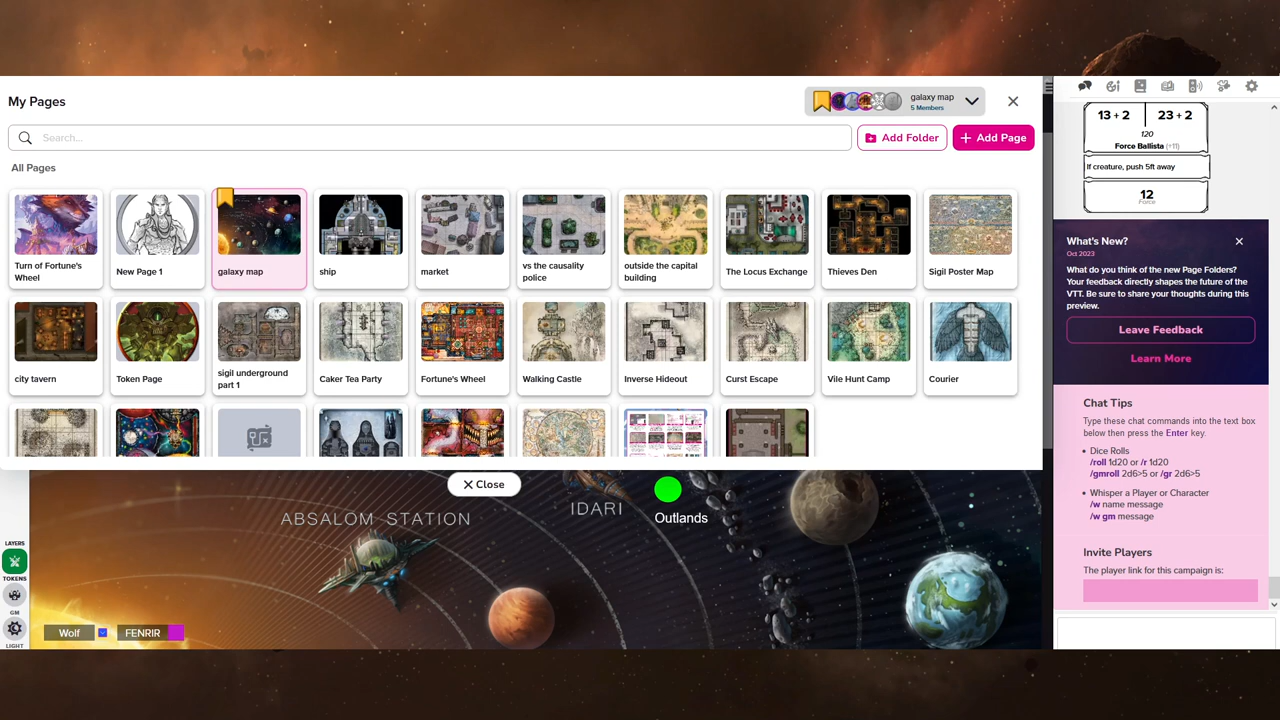 My Pages
galaxy map
5 Members
Search...
Add Folder
Add Page
All Pages
Turn of Fortune's
Wheel
New Page 1
galaxy map
ship
market
vs the causality
police
outside the capital
building
The Locus Exchange
Thieves Den
Sigil Poster Map
city tavern
Token Page
sigil underground
part 1
Caker Tea Party
Fortune's Wheel
Walking Castle
Inverse Hideout
Curst Escape
Vile Hunt Camp
Courier
Close
ABSALOM STATION
IDARI
Outlands
LAYERS
TOKENS
GM
LIGHT
Wolf
FENRIR
13 + 2
23 + 2
120
Force Ballista (+11)
If creature, push 5ft away
12
Force
What's New?
Oct 2023
What do you think of the new Page Folders?
Your feedback directly shapes the future of the
VTT. Be sure to share your thoughts during this
preview.
Leave Feedback
Learn More
Chat Tips
Type these chat commands into the text box
below then press the Enter key.
Dice Rolls
/roll 1d20 or /r 1d20
/gmroll 2d6>5 or /gr 2d6>5
Whisper a Player or Character
/w name message
/w gm message
Invite Players
The player link for this campaign is: